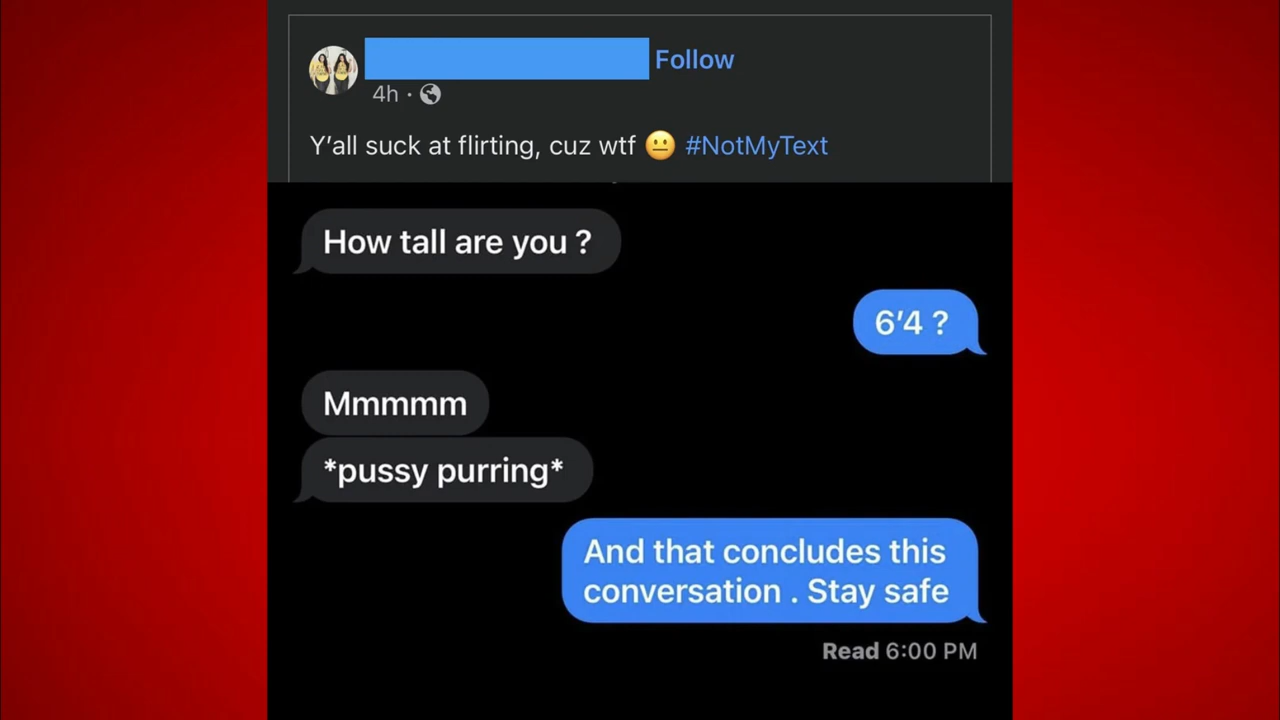 Follow
4h ·
Y’all suck at flirting, cuz wtf 😐 #NotMyText
How tall are you ?
6’4 ?
Mmmmm
*pussy purring*
And that concludes this
conversation . Stay safe
Read 6:00 PM